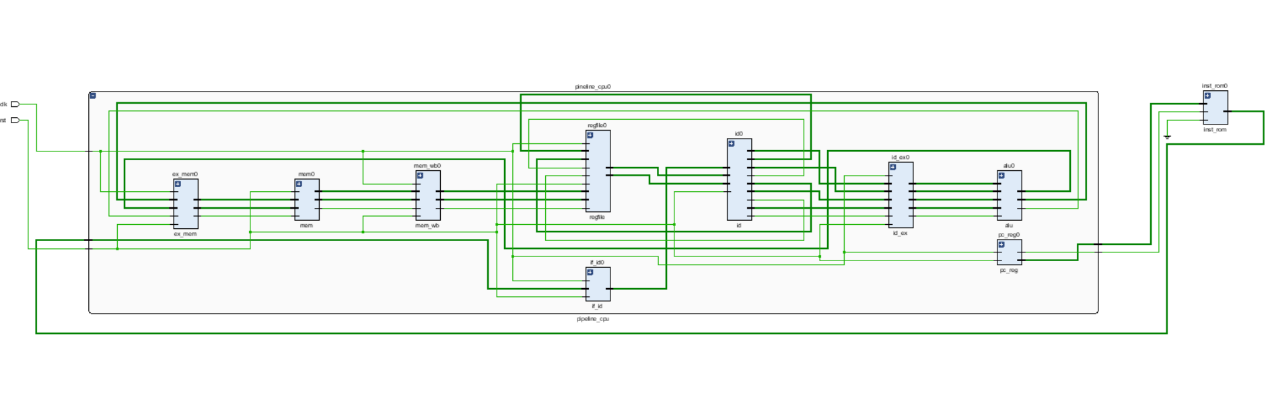 pipeline_cpu0
inst_rom0
clk
rst
regfile0
id0
id_ex0
mem_wb0
alu0
ex_mem0
mem0
inst_rom
regfile
id
mem
mem_wb
alu
ex_mem
id_ex
pc_reg0
if_id0
pc_reg
if_id
pipeline_cpu